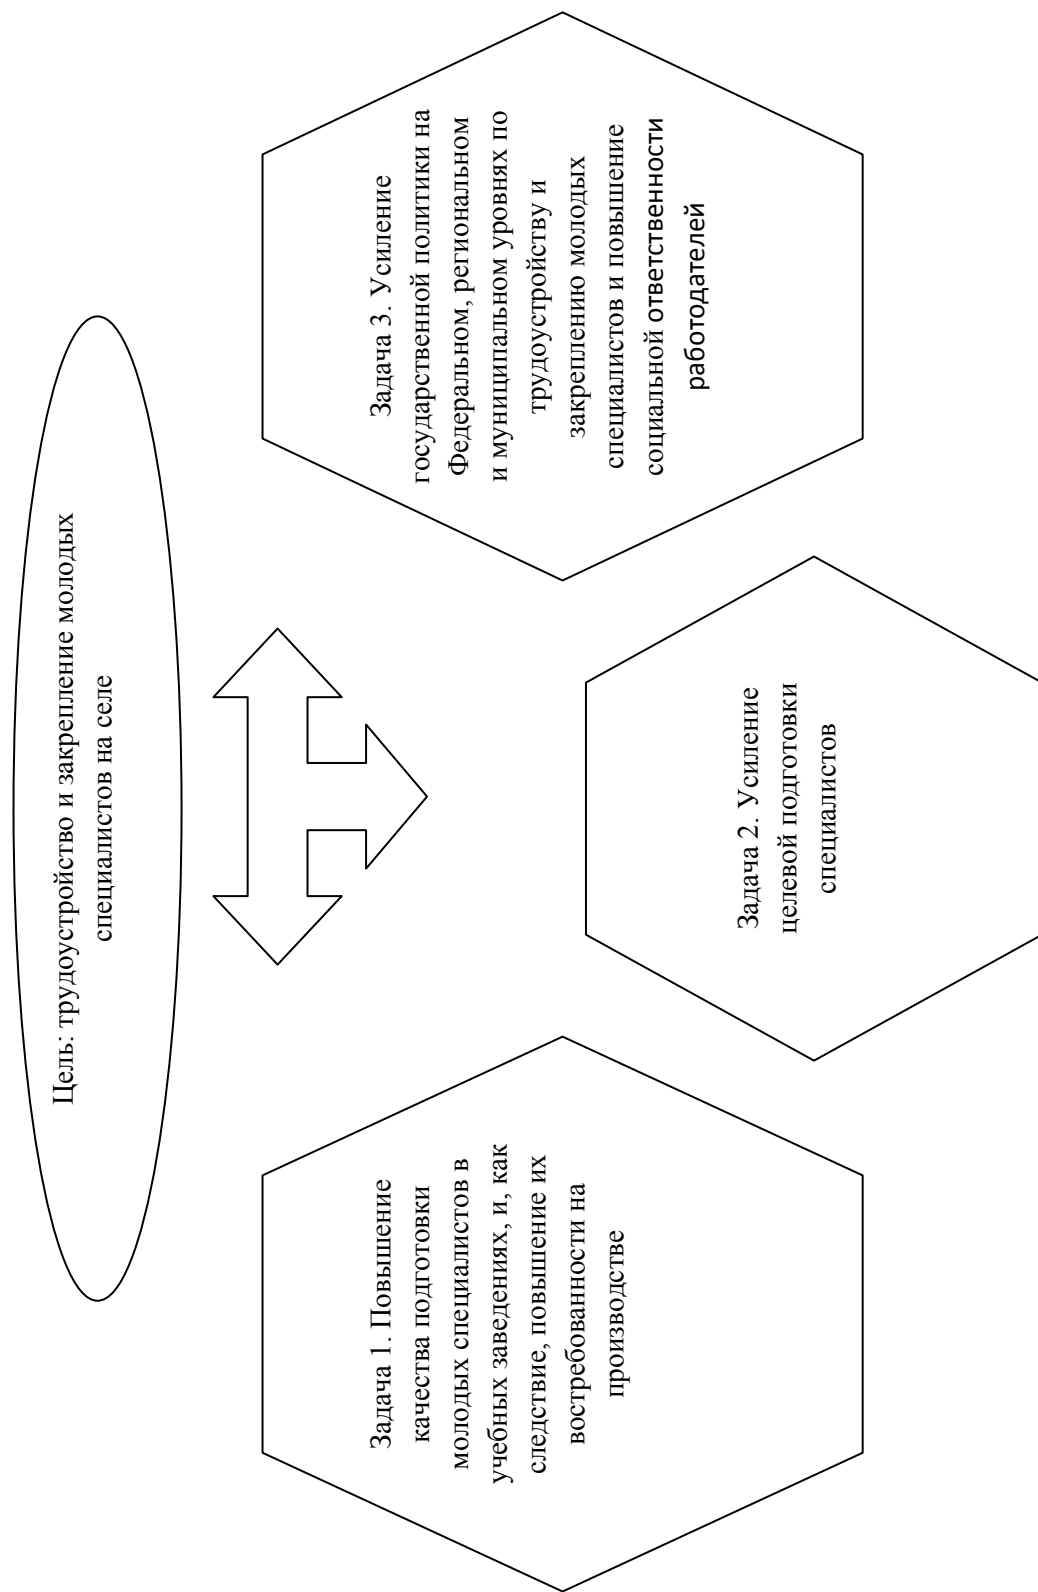 Цель: трудоустройство и закрепление молодых
специалистов на селе
Задача 1. Повышение
качества подготовки
молодых специалистов в
учебных заведениях, и, как
следствие, повышение их
востребованности на
производстве
Задача 2. Усиление
целевой подготовки
специалистов
Задача 3. Усиление
государственной политики на
Федеральном, региональном
и муниципальном уровнях по
трудоустройству и
закреплению молодых
специалистов и повышение
социальной ответственности
работодателей